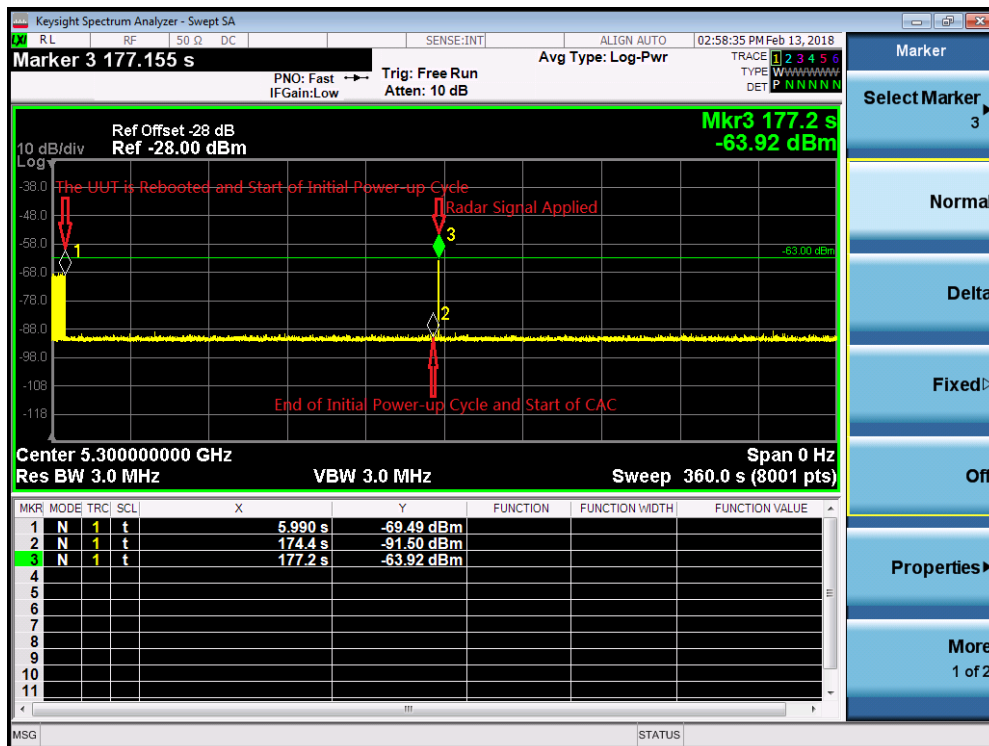 Keysight Spectrum Analyzer - Swept SA
LXI RL RF 50 Ω DC SENSE:INT ALIGN AUTO 02:58:35 PM Feb 13, 2018
Marker 3 177.155 s
PNO: Fast
IFGain:Low
Trig: Free Run
Atten: 10 dB
Avg Type: Log-Pwr
TRACE 1 2 3 4 5 6
TYPE WWWWWWW
DET P N N N N N
Ref Offset -28 dB
10 dB/div Ref -28.00 dBm
Log
Mkr3 177.2 s
-63.92 dBm
-38.0
The UUT is Rebooted and Start of Initial Power-up Cycle
Radar Signal Applied
-48.0
-58.0
1
3
-63.00 dBm
-68.0
-78.0
2
-88.0
-98.0
-108
End of Initial Power-up Cycle and Start of CAC
-118
Center 5.300000000 GHz Span 0 Hz
Res BW 3.0 MHz VBW 3.0 MHz Sweep 360.0 s (8001 pts)
MKR MODE TRC SCL X Y FUNCTION FUNCTION WIDTH FUNCTION VALUE
1 N 1 t 5.990 s -69.49 dBm
2 N 1 t 174.4 s -91.50 dBm
3 N 1 t 177.2 s -63.92 dBm
4
5
6
7
8
9
10
11
MSG STATUS
Marker
Select Marker
3
Normal
Delta
Fixed
Off
Properties
More
1 of 2